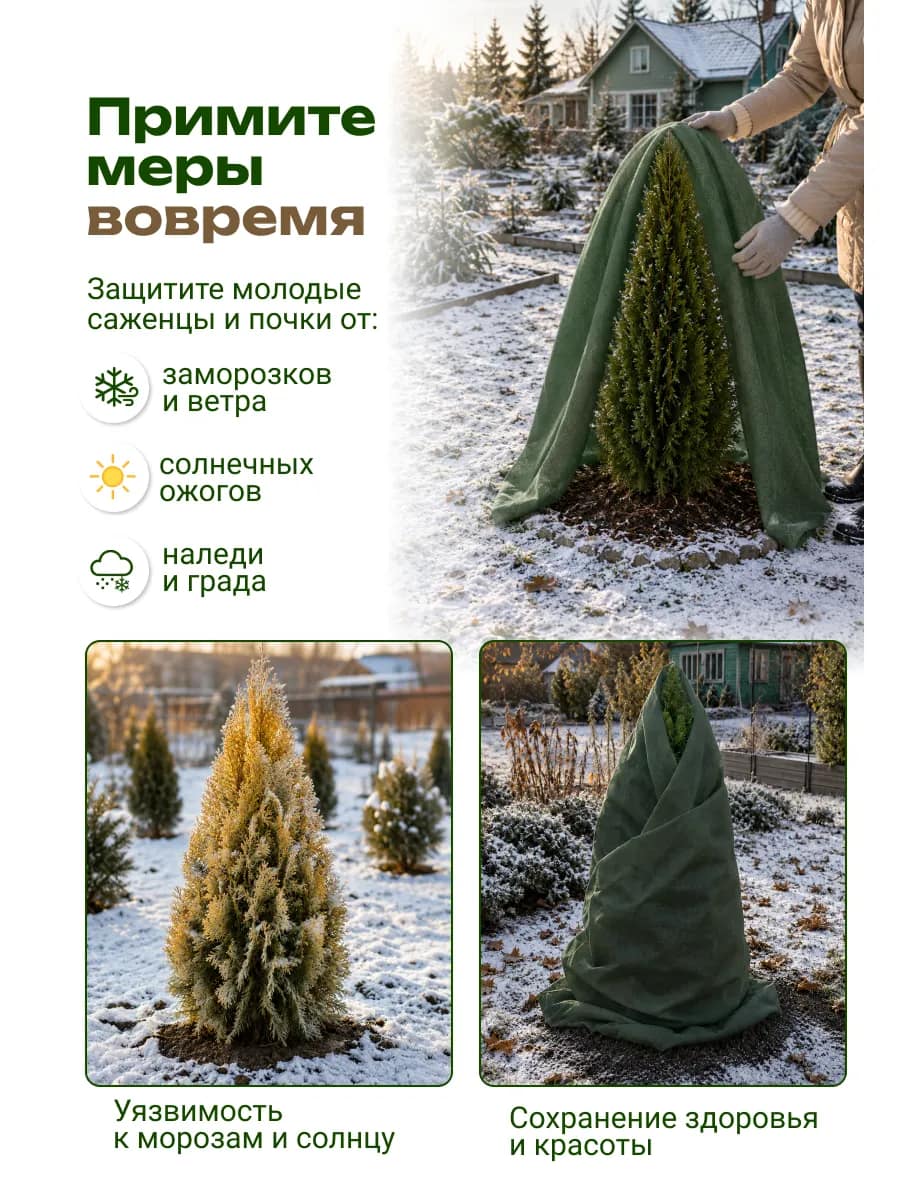 Примите
меры
вовремя
Защитите молодые
саженцы и почки от:
заморозков
и ветра
солнечных
ожогов
наледи
и града
Уязвимость
к морозам и солнцу
Сохранение здоровья
и красоты